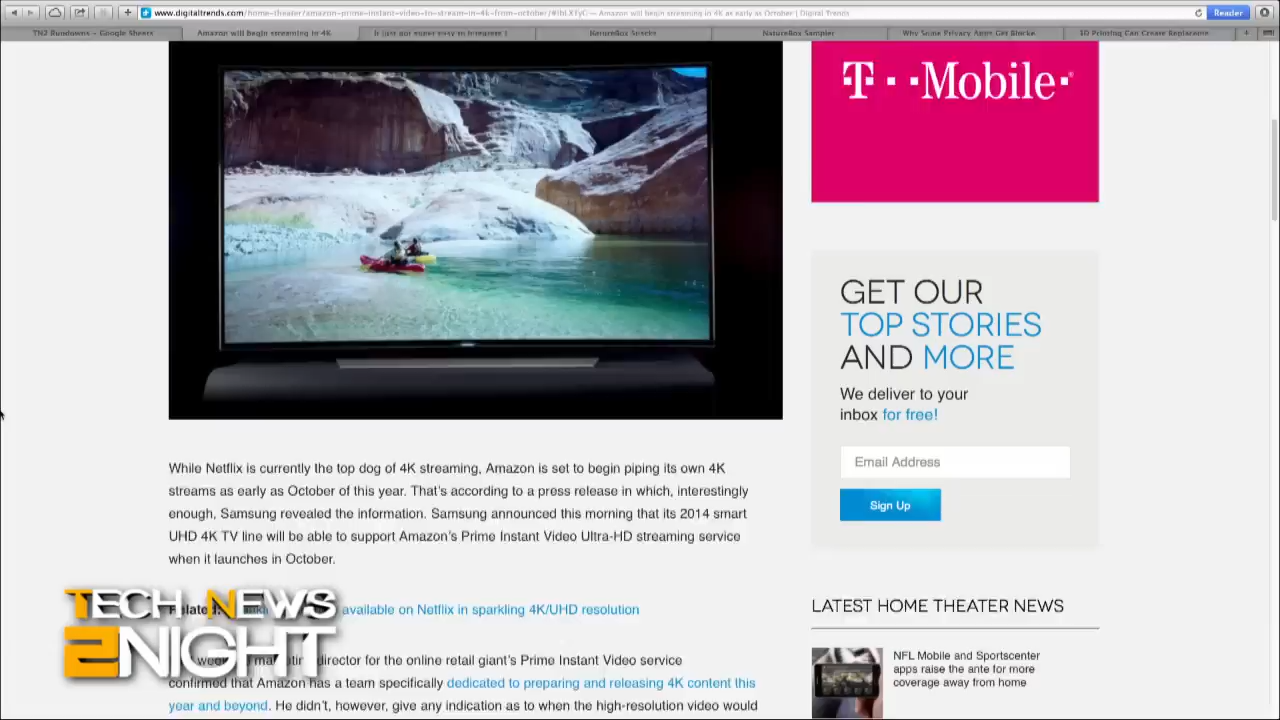 www.digitaltrends.com/home-theater/amazon-prime-instant-video-to-stream-in-4k-from-october/ — Amazon will begin streaming in 4K as early as October | Digital Trends
Reader
TN2 Rundowns – Google Sheets
Amazon will begin streaming in 4K
It just got super easy to Instagram
NatureBox Snacks
NatureBox Sampler
Why Some Privacy Apps Get Blocke
3D Printing Can Create Replaceme
T··Mobile·®
GET OUR
TOP STORIES
AND MORE
We deliver to your
inbox for free!
Email Address
Sign Up
While Netflix is currently the top dog of 4K streaming, Amazon is set to begin piping its own 4K
streams as early as October of this year. That's according to a press release in which, interestingly
enough, Samsung revealed the information. Samsung announced this morning that its 2014 smart
UHD 4K TV line will be able to support Amazon's Prime Instant Video Ultra-HD streaming service
when it launches in October.
Related: available on Netflix in sparkling 4K/UHD resolution
director for the online retail giant's Prime Instant Video service
confirmed that Amazon has a team specifically dedicated to preparing and releasing 4K content this
year and beyond. He didn't, however, give any indication as to when the high-resolution video would
TECH NEWS
2NIGHT
LATEST HOME THEATER NEWS
NFL Mobile and Sportscenter
apps raise the ante for more
coverage away from home